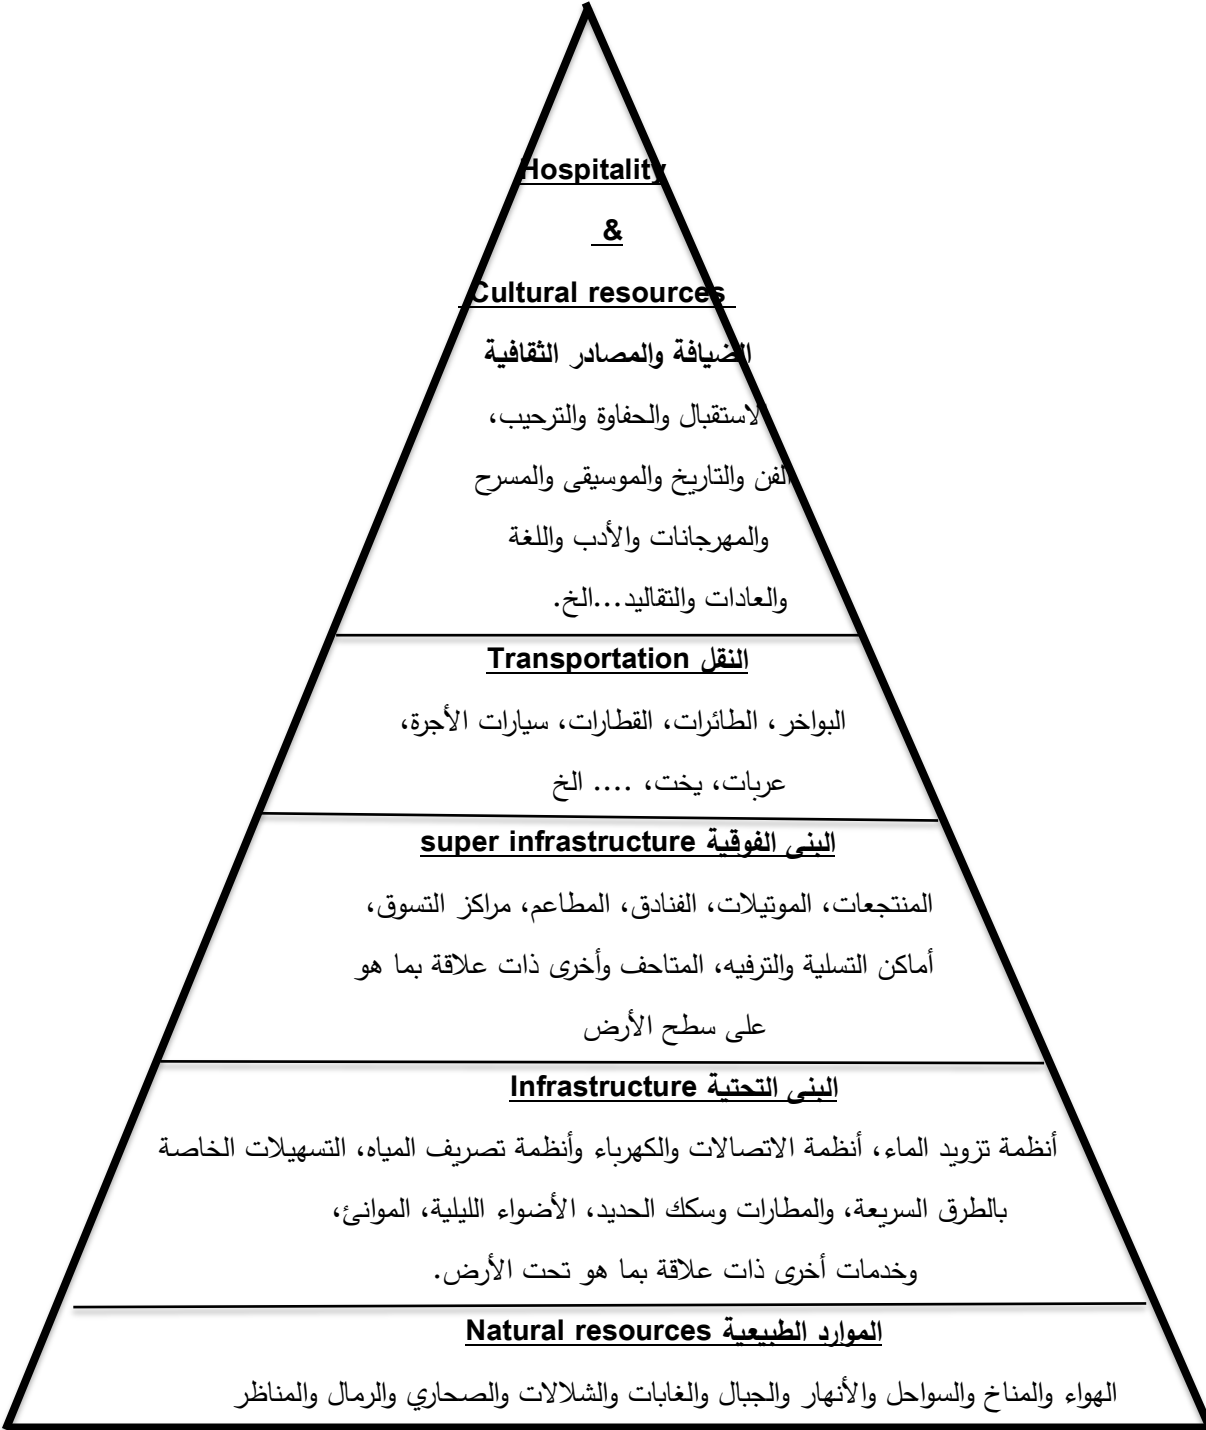 Hospitality
&
Cultural resources
الضيافة والمصادر الثقافية
الاستقبال والحفاوة والترحيب،
الفن والتاريخ والموسيقى والمسرح
والمهرجانات والأدب واللغة
والعادات والتقاليد...الخ.
النقل Transportation
البواخر، الطائرات، القطارات، سيارات الأجرة،
عربات، يخت، .... الخ
البنى الفوقية super infrastructure
المنتجعات، الموتيلات، الفنادق، المطاعم، مراكز التسوق،
أماكن التسلية والترفيه، المتاحف وأخرى ذات علاقة بما هو
على سطح الأرض
البنى التحتية Infrastructure
أنظمة تزويد الماء، أنظمة الاتصالات والكهرباء وأنظمة تصريف المياه، التسهيلات الخاصة
بالطرق السريعة، والمطارات وسكك الحديد، الأضواء الليلية، الموانئ،
وخدمات أخرى ذات علاقة بما هو تحت الأرض.
الموارد الطبيعية Natural resources
الهواء والمناخ والسواحل والأنهار والجبال والغابات والشلالات والصحاري والرمال والمناظر